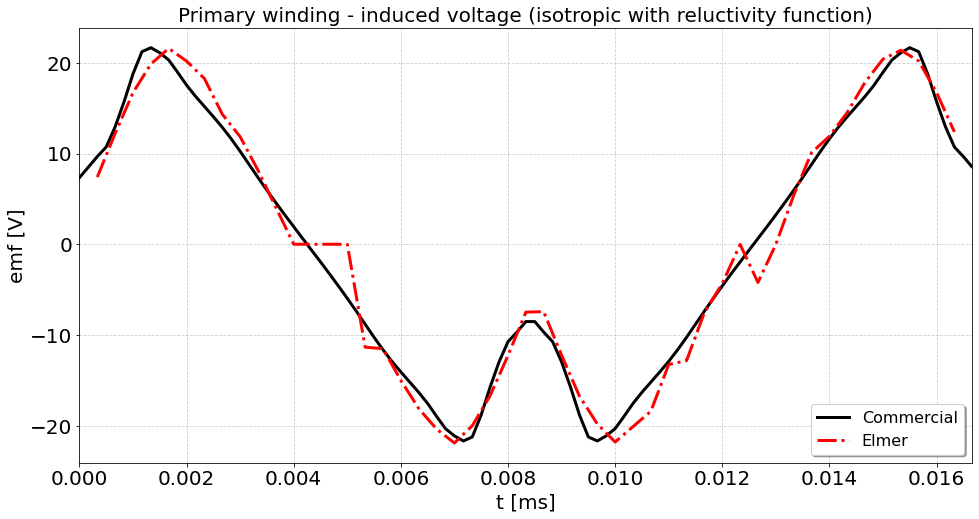 Primary winding - induced voltage (isotropic with reluctivity function)
emf [V]
20
10
0
−10
−20
0.000 0.002 0.004 0.006 0.008 0.010 0.012 0.014 0.016
t [ms]
Commercial
Elmer